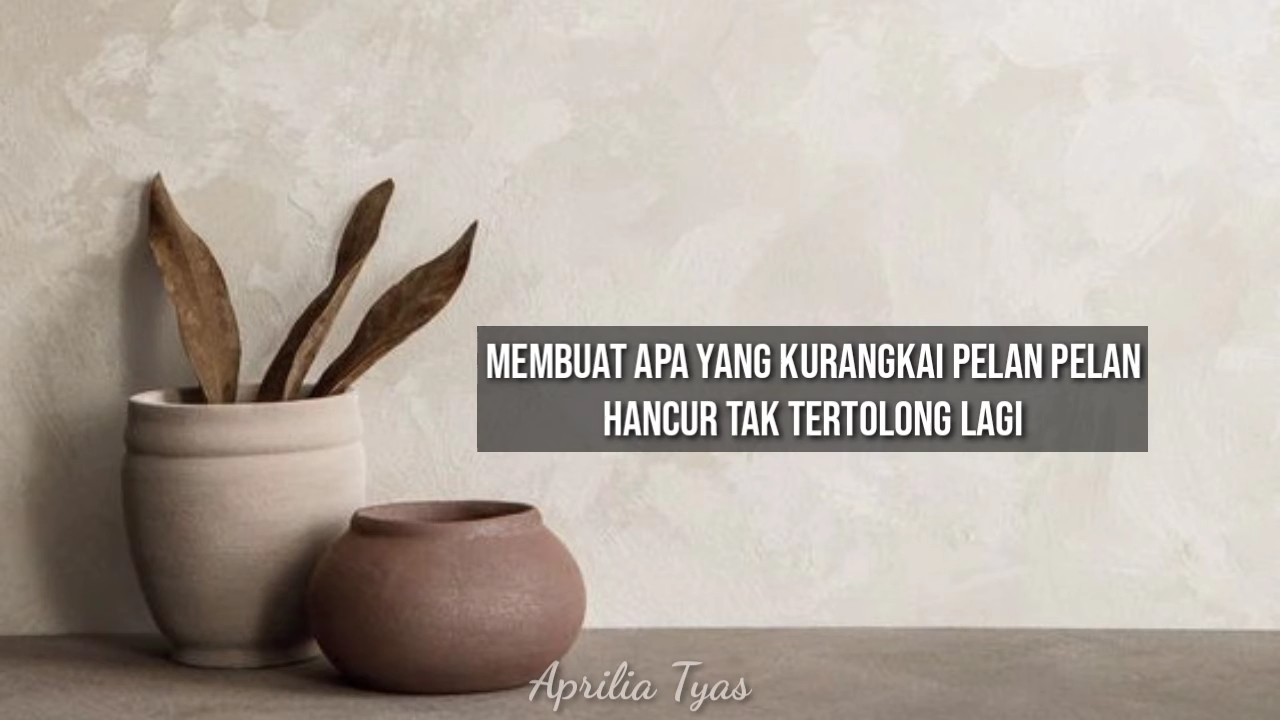 MEMBUAT APA YANG KURANGKAI PELAN PELAN
HANCUR TAK TERTOLONG LAGI
Aprilia Tyas